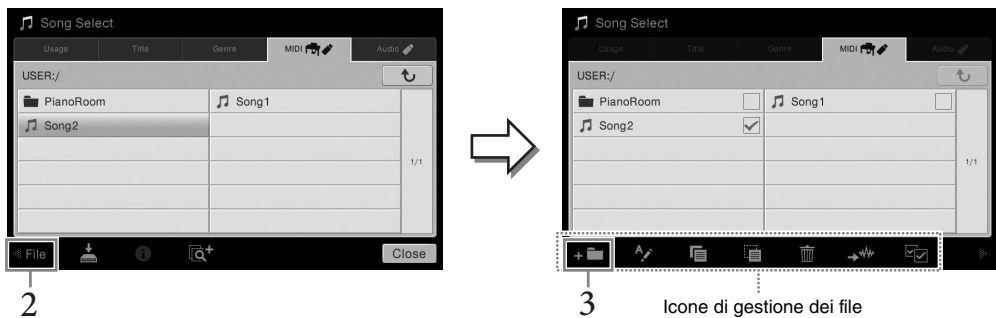 Song Select
Usage Title Genre MIDI Audio
USER:/
PianoRoom Song1
Song2
1/1
File Close
2
Song Select
Usage Title Genre MIDI Audio
USER:/
PianoRoom Song1
Song2
1/1
3
Icone di gestione dei file